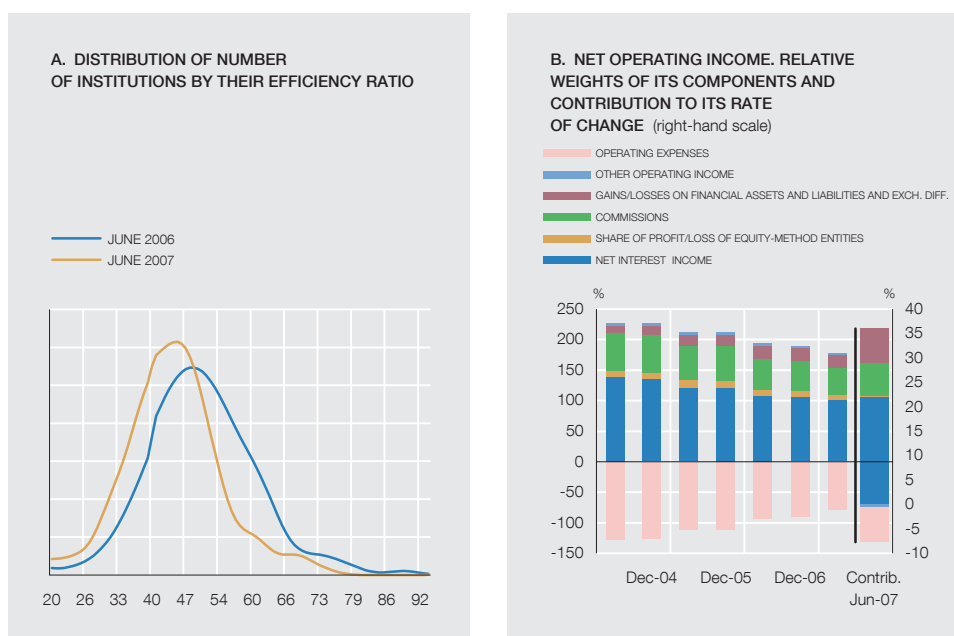 A. DISTRIBUTION OF NUMBER
OF INSTITUTIONS BY THEIR EFFICIENCY RATIO
JUNE 2006
JUNE 2007
20 26 33 40 47 54 60 66 73 79 86 92
B. NET OPERATING INCOME. RELATIVE
WEIGHTS OF ITS COMPONENTS AND
CONTRIBUTION TO ITS RATE
OF CHANGE (right-hand scale)
OPERATING EXPENSES
OTHER OPERATING INCOME
GAINS/LOSSES ON FINANCIAL ASSETS AND LIABILITIES AND EXCH. DIFF.
COMMISSIONS
SHARE OF PROFIT/LOSS OF EQUITY-METHOD ENTITIES
NET INTEREST INCOME
% %
250 40
200 35
150 30
100 25
50 20
0 15
-50 10
-100 5
-150 0
-5
-10
Dec-04 Dec-05 Dec-06 Contrib.
Jun-07